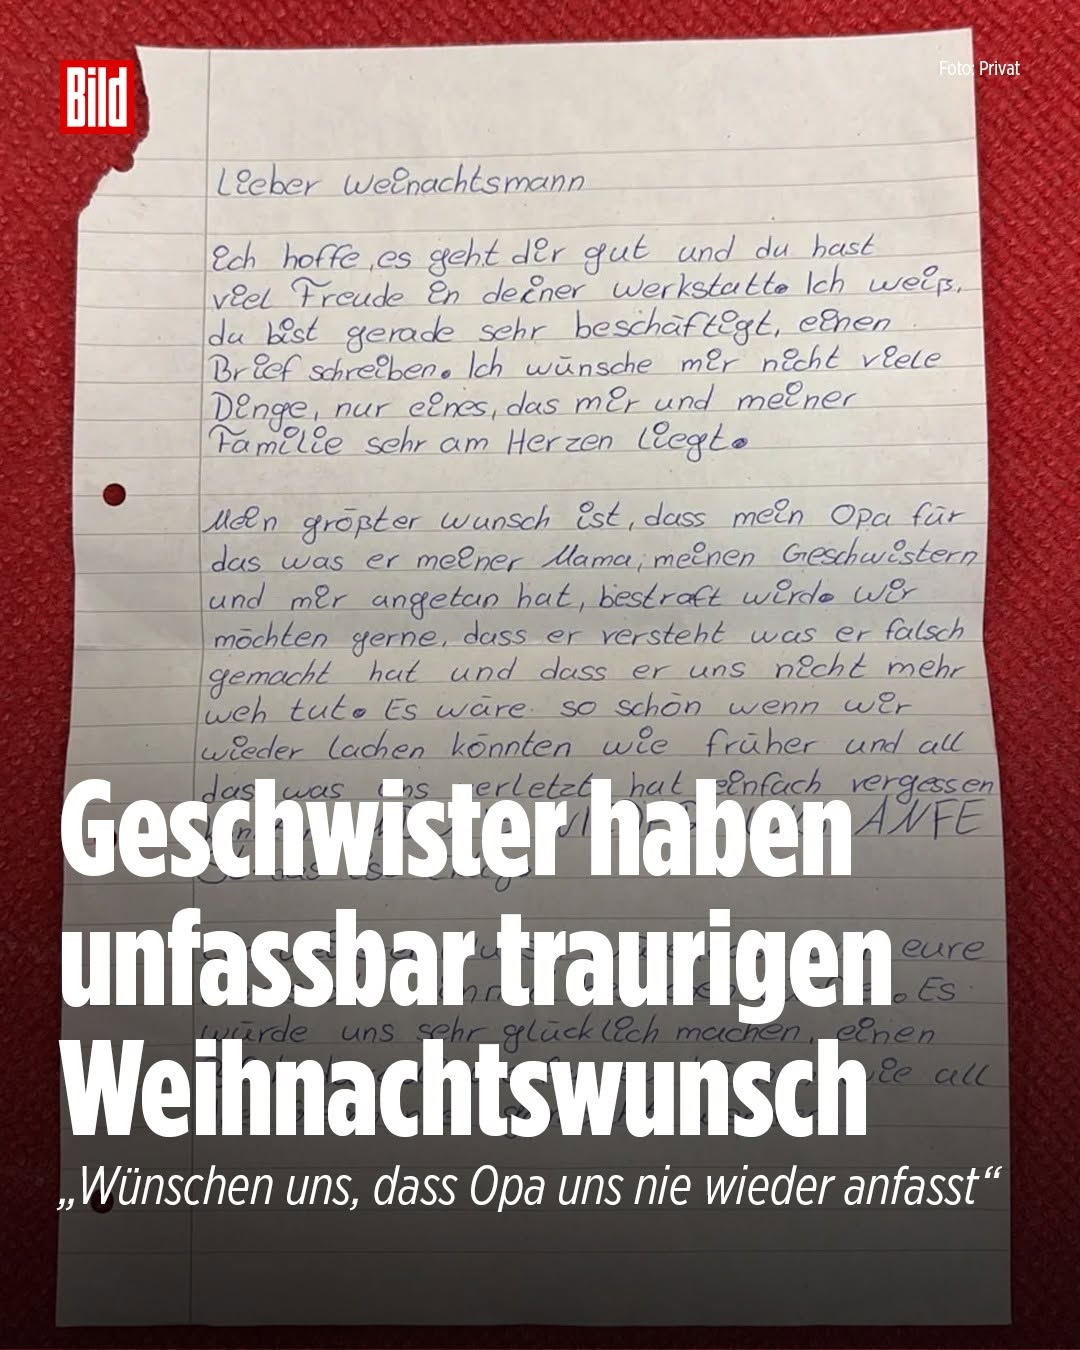 Bild
Foto: Privat
Lieber Weinachtsmann
Ich hoffe, es geht dir gut und du hast
viel Freude in deiner Werkstatt. Ich weiß,
du bist gerade sehr beschäftigt, einen
Brief schreiben. Ich wünsche mir nicht viele
Dinge, nur eines, das mir und meiner
Familie sehr am Herzen liegt.
Mein größter wunsch ist, dass mein Opa für
das was er meiner Mama, meinen Geschwistern
und mir angetan hat, bestraft wird. Wir
möchten gerne, dass er versteht was er falsch
gemacht hat und dass er uns nicht mehr
weh tut. Es wäre so schön wenn wir
wieder lachen könnten wie früher und all
das was uns verletzt hat einfach vergessen
ANFE
Geschwister haben
eure
unfassbar traurigen
Es
würde uns sehr glücklich machen, einen
wie all
Weihnachtswunsch
„Wünschen uns, dass Opa uns nie wieder anfasst“